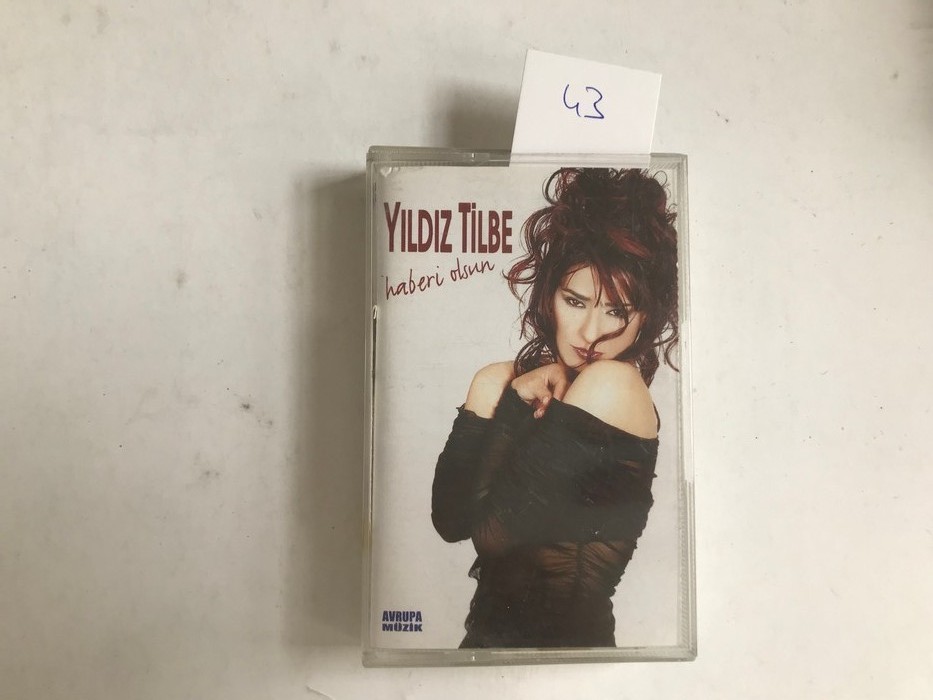 43
YILDIZ TİLBE
haberi olsun
AVRUPA
MÜZİK